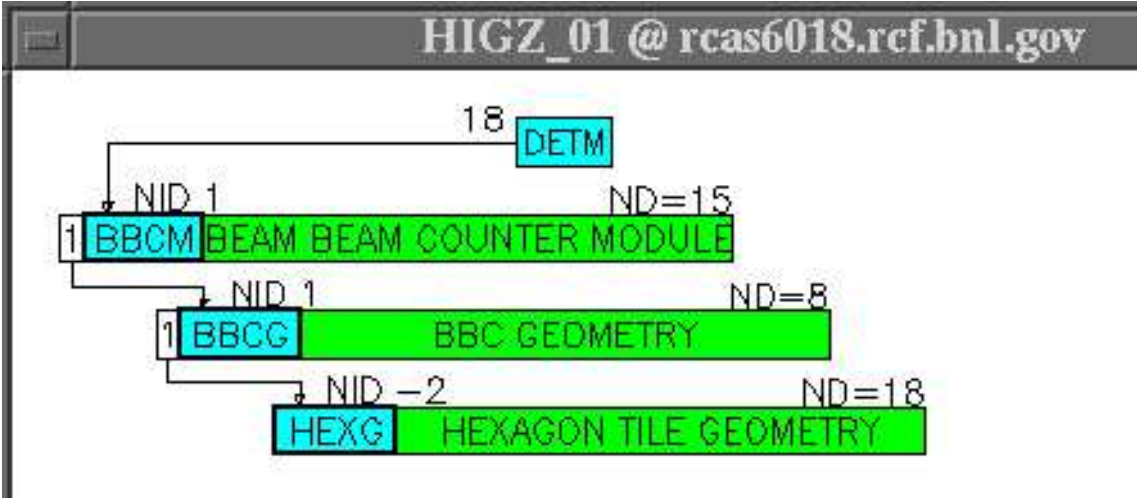 HIGZ_01 @ rcas6018.rcf.bnl.gov
18 DETM
NID 1 ND=15
1 BBCM BEAM BEAM COUNTER MODULE
NID 1 ND=8
1 BBCG BBC GEOMETRY
NID -2 ND=18
HEXG HEXAGON TILE GEOMETRY